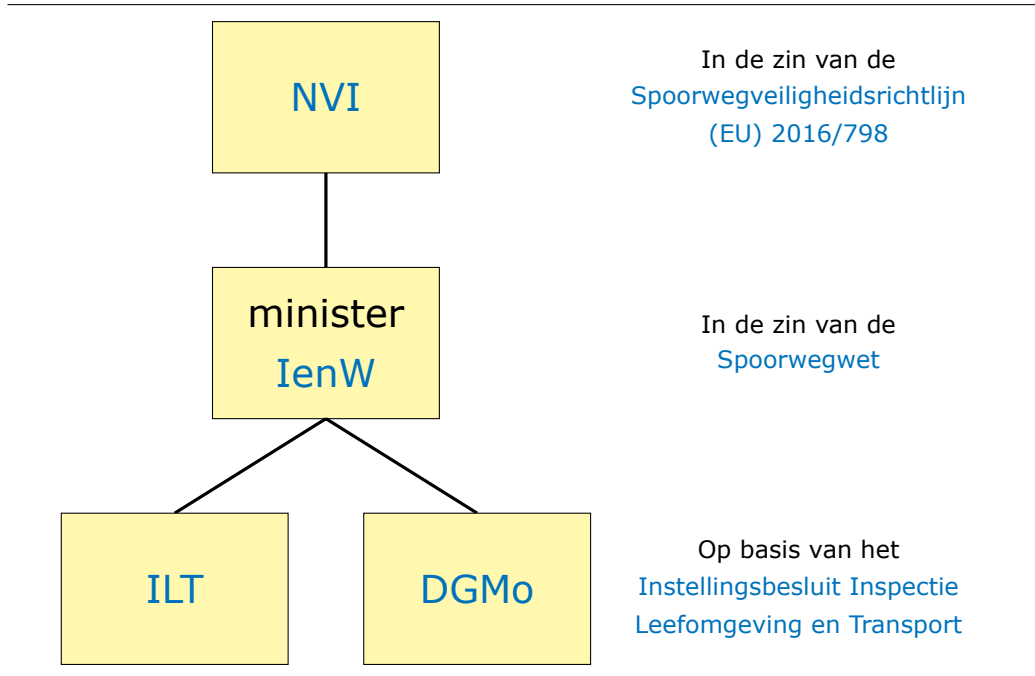 NVI
In de zin van de
Spoorwegveiligheidsrichtlijn
(EU) 2016/798
minister
IenW
In de zin van de
Spoorwegwet
ILT
DGMo
Op basis van het
Instellingsbesluit Inspectie
Leefomgeving en Transport